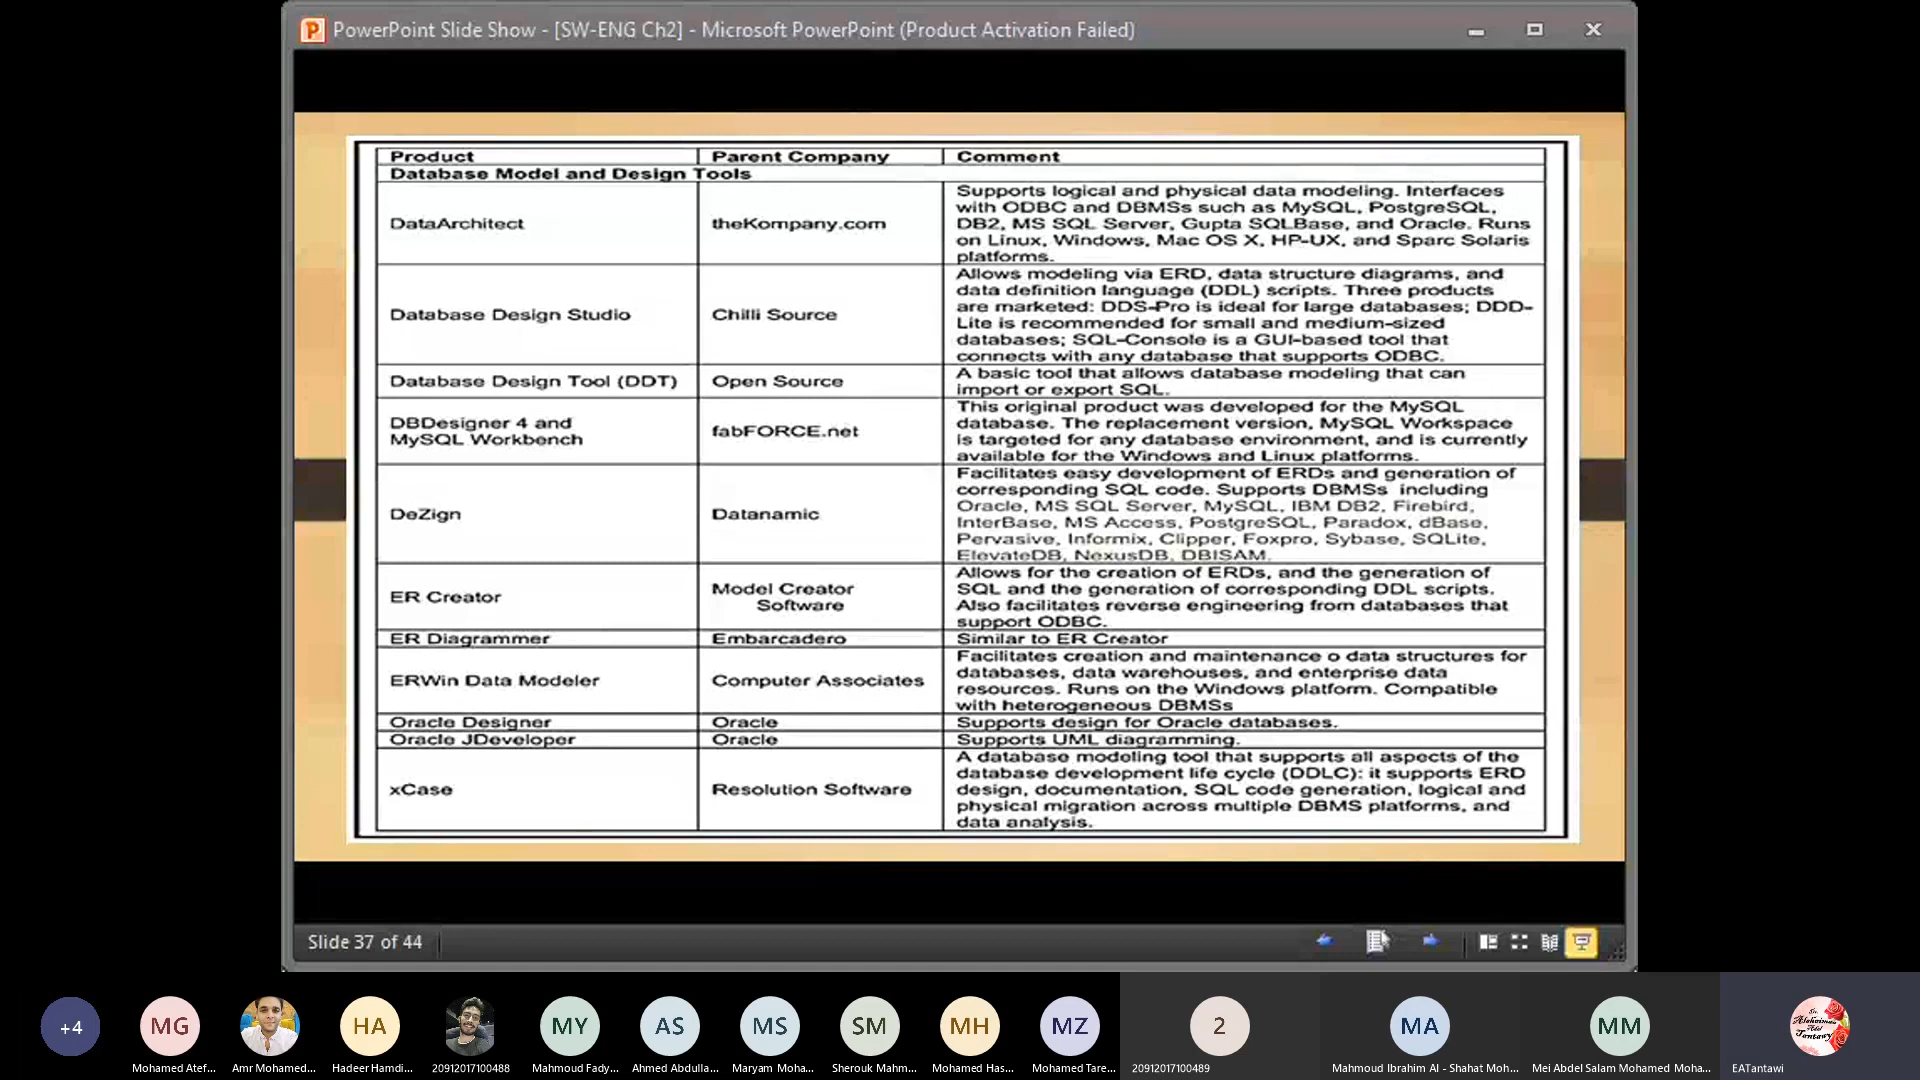 PowerPoint Slide Show - [SW-ENG Ch2] - Microsoft PowerPoint (Product Activation Failed)
Product Parent Company Comment
Database Model and Design Tools
DataArchitect theKompany.com Supports logical and physical data modeling. Interfaces
with ODBC and DBMSs such as MySQL, PostgreSQL,
DB2, MS SQL Server, Gupta SQLBase, and Oracle. Runs
on Linux, Windows, Mac OS X, HP-UX, and Sparc Solaris
platforms.
Database Design Studio Chilli Source Allows modeling via ERD, data structure diagrams, and
data definition language (DDL) scripts. Three products
are marketed: DDS-Pro is ideal for large databases; DDD-
Lite is recommended for small and medium-sized
databases; SQL-Console is a GUI-based tool that
connects with any database that supports ODBC.
Database Design Tool (DDT) Open Source A basic tool that allows database modeling that can
import or export SQL.
DBDesigner 4 and
MySQL Workbench fabFORCE.net This original product was developed for the MySQL
database. The replacement version, MySQL Workspace
is targeted for any database environment, and is currently
available for the Windows and Linux platforms.
DeZign Datanamic Facilitates easy development of ERDs and generation of
corresponding SQL code. Supports DBMSs including
Oracle, MS SQL Server, MySQL, IBM DB2, Firebird,
InterBase, MS Access, PostgreSQL, Paradox, dBase,
Pervasive, Informix, Clipper, Foxpro, Sybase, SQLite,
ElevateDB, NexusDB, DBISAM.
ER Creator Model Creator
Software Allows for the creation of ERDs, and the generation of
SQL and the generation of corresponding DDL scripts.
Also facilitates reverse engineering from databases that
support ODBC.
ER Diagrammer Embarcadero Similar to ER Creator
ERWin Data Modeler Computer Associates Facilitates creation and maintenance o data structures for
databases, data warehouses, and enterprise data
resources. Runs on the Windows platform. Compatible
with heterogeneous DBMSs
Oracle Designer Oracle Supports design for Oracle databases.
Oracle JDeveloper Oracle Supports UML diagramming.
xCase Resolution Software A database modeling tool that supports all aspects of the
database development life cycle (DDLC): it supports ERD
design, documentation, SQL code generation, logical and
physical migration across multiple DBMS platforms, and
data analysis.
Slide 37 of 44
+4 MG HA MY AS MS SM MH MZ 2 MA MM
Mohamed Atef... Amr Mohamed... Hadeer Hamdi... 20912017100488 Mahmoud Fady... Ahmed Abdulla... Maryam Moha... Sherouk Mahm... Mohamed Has... Mohamed Tare... 20912017100489 Mahmoud Ibrahim Al - Shahat Moh... Mei Abdel Salam Mohamed Moha... EATantawi